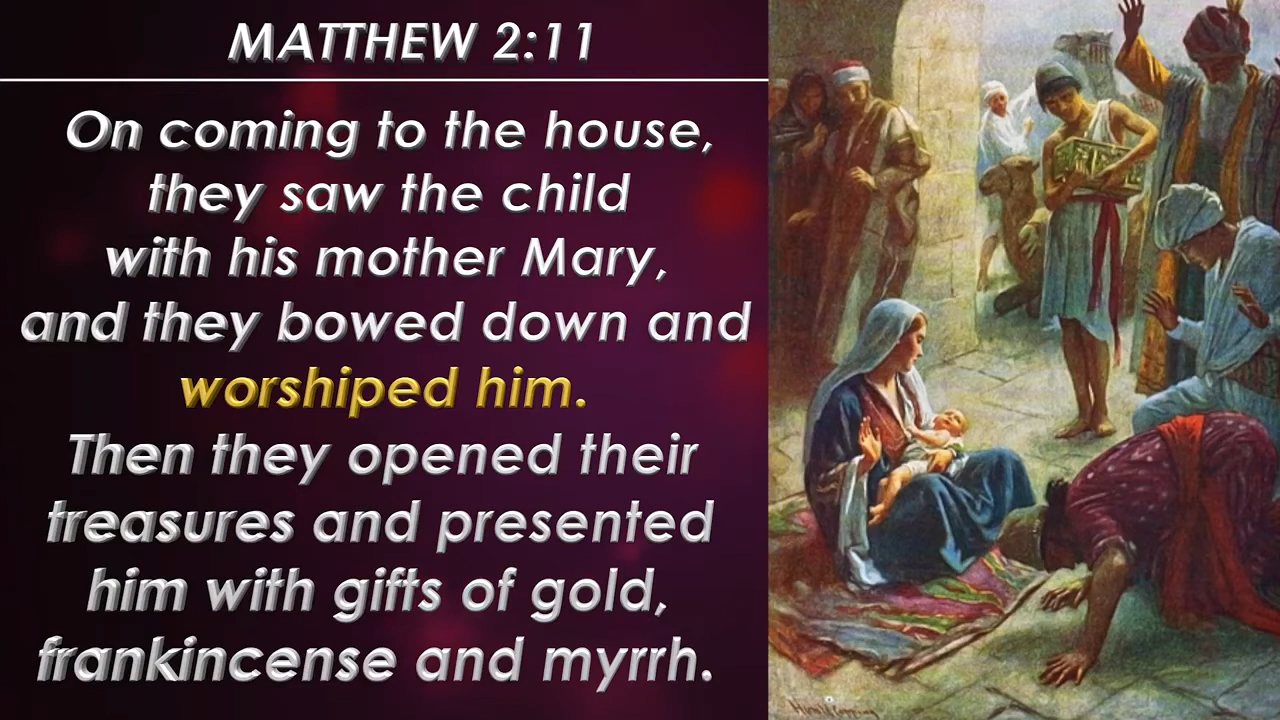 MATTHEW 2:11
On coming to the house,
they saw the child
with his mother Mary,
and they bowed down and
worshiped him.
Then they opened their
treasures and presented
him with gifts of gold,
frankincense and myrrh.